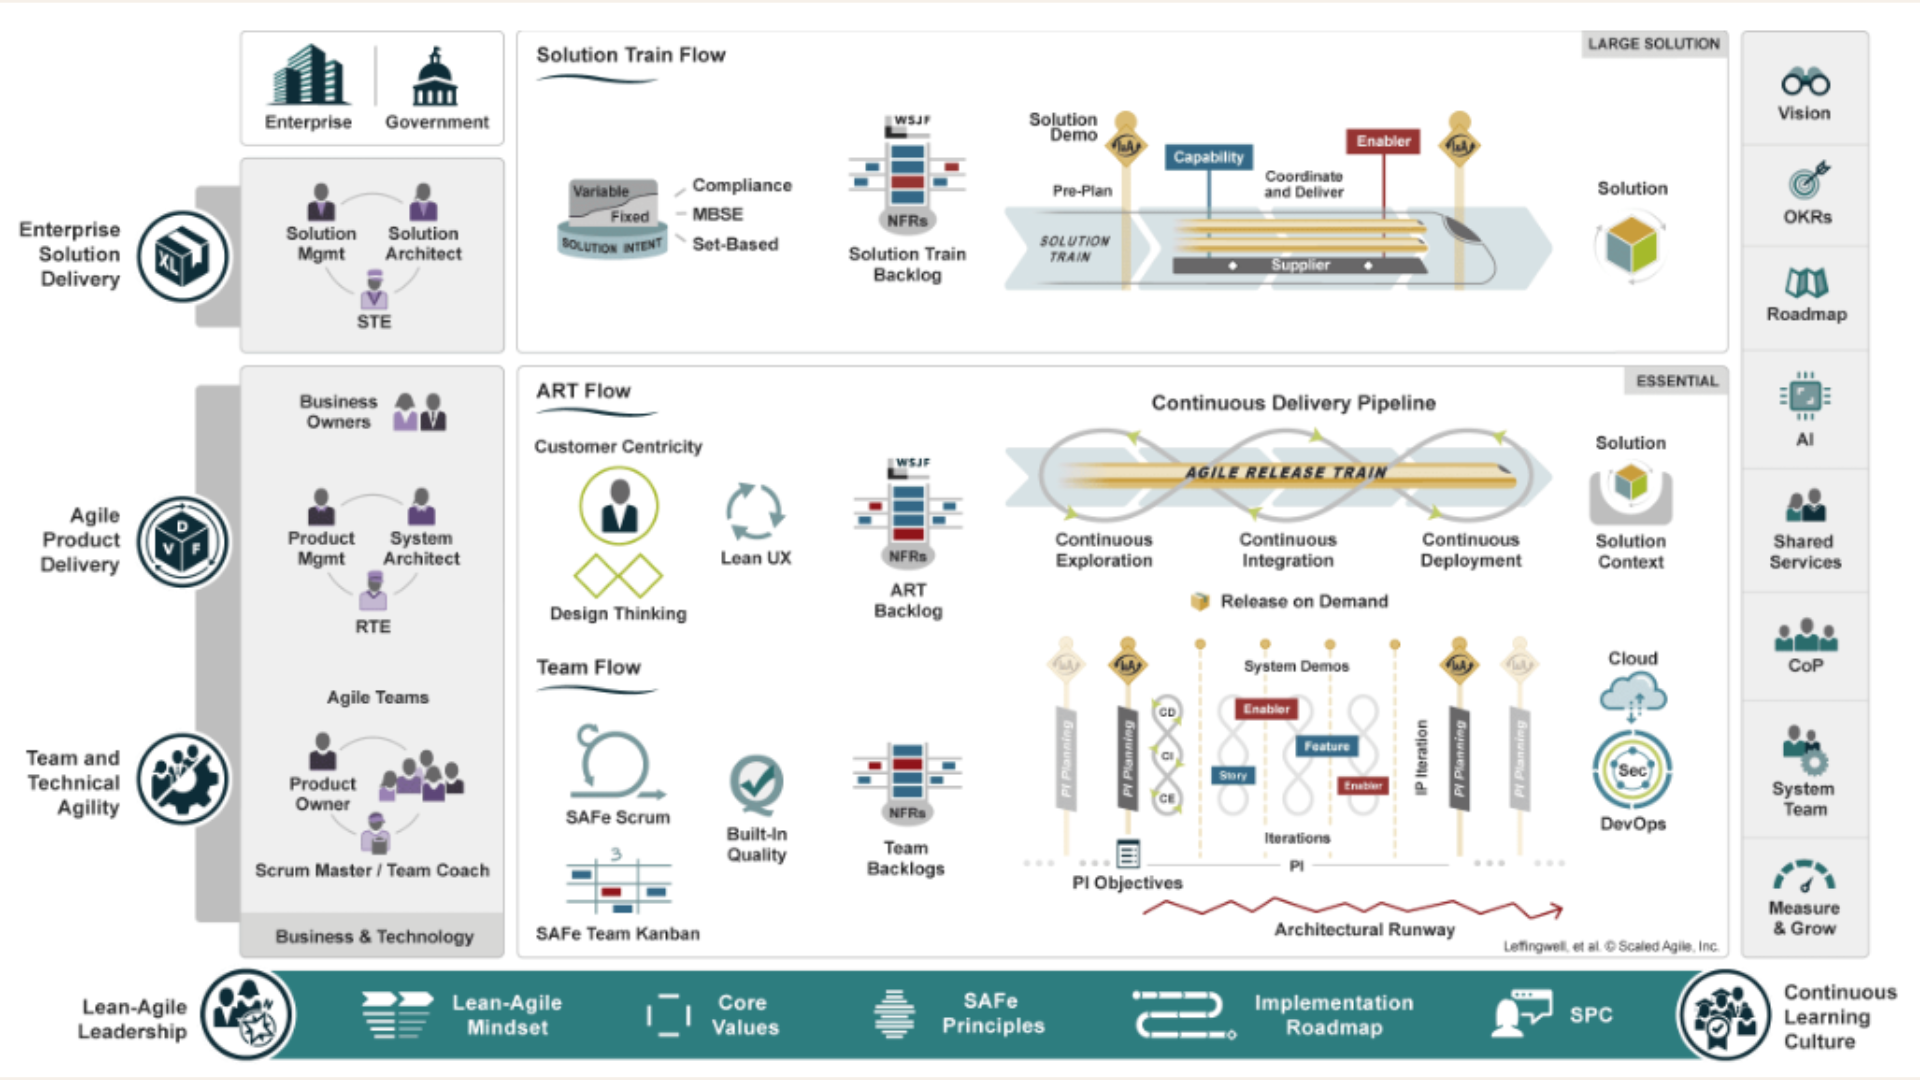 Enterprise
Government
Enterprise
Solution
Delivery
XL
Solution
Mgmt
Solution
Architect
STE
Solution Train Flow
LARGE SOLUTION
Variable
Fixed
SOLUTION INTENT
Compliance
MBSE
Set-Based
WSJF
NFRs
Solution Train
Backlog
Solution
Demo
I&A
Pre-Plan
Capability
Coordinate
and Deliver
Enabler
I&A
SOLUTION
TRAIN
Supplier
Solution
Agile
Product
Delivery
D
V F
Business
Owners
Product
Mgmt
System
Architect
RTE
Team and
Technical
Agility
Agile Teams
Product
Owner
Scrum Master / Team Coach
Business & Technology
ART Flow
ESSENTIAL
Customer Centricity
Design Thinking
Lean UX
WSJF
NFRs
ART
Backlog
Continuous Delivery Pipeline
AGILE RELEASE TRAIN
Continuous
Exploration
Continuous
Integration
Continuous
Deployment
Release on Demand
Solution
Solution
Context
Team Flow
SAFe Scrum
3
SAFe Team Kanban
Built-In
Quality
NFRs
Team
Backlogs
I&A
I&A
System Demos
I&A
I&A
PI Planning
PI Planning
CD
CI
CE
Enabler
Feature
Story
Enabler
IP Iteration
PI Planning
PI Planning
Iterations
PI
PI Objectives
Architectural Runway
Cloud
Sec
DevOps
Leffingwell, et al. © Scaled Agile, Inc.
Vision
OKRs
Roadmap
AI
Shared
Services
CoP
System
Team
Measure
& Grow
Lean-Agile
Leadership
Lean-Agile
Mindset
Core
Values
SAFe
Principles
Implementation
Roadmap
SPC
Continuous
Learning
Culture